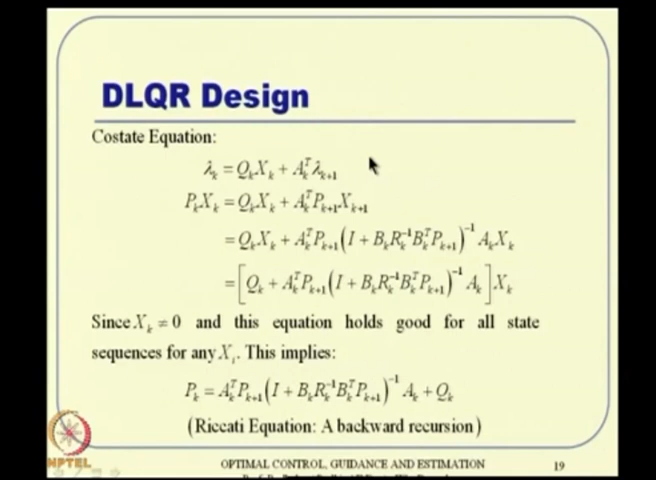 DLQR Design
Costate Equation:
λ_k = Q_k X_k + A_k^T λ_{k+1}
P_k X_k = Q_k X_k + A_k^T P_{k+1} X_{k+1}
= Q_k X_k + A_k^T P_{k+1} (I + B_k R_k^{-1} B_k^T P_{k+1})^{-1} A_k X_k
= [Q_k + A_k^T P_{k+1} (I + B_k R_k^{-1} B_k^T P_{k+1})^{-1} A_k] X_k
Since X_k ≠ 0 and this equation holds good for all state
sequences for any X_i. This implies:
P_k = A_k^T P_{k+1} (I + B_k R_k^{-1} B_k^T P_{k+1})^{-1} A_k + Q_k
(Riccati Equation: A backward recursion)
NPTEL
OPTIMAL CONTROL, GUIDANCE AND ESTIMATION
19